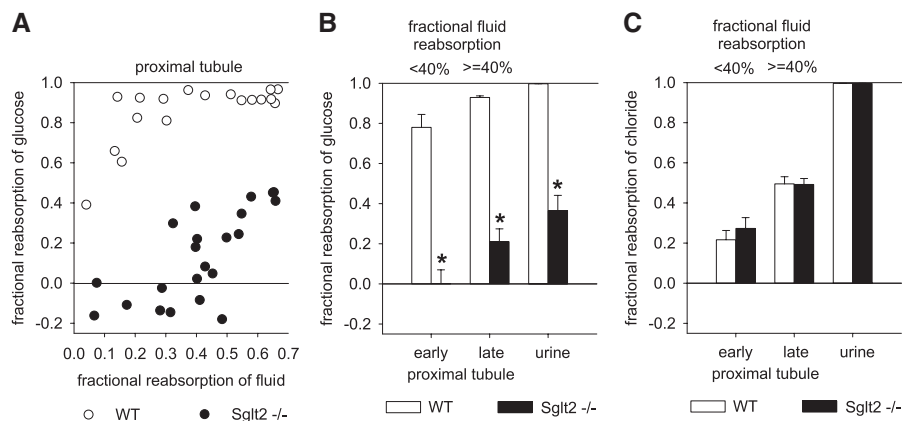 A
proximal tubule
fractional reabsorption of glucose
1.0
0.8
0.6
0.4
0.2
0.0
-0.2
0.0 0.1 0.2 0.3 0.4 0.5 0.6 0.7
fractional reabsorption of fluid
WT
Sglt2 -/-
B
fractional fluid
reabsorption
<40% >=40%
fractional reabsorption of glucose
1.0
0.8
0.6
0.4
0.2
0.0
-0.2
*
*
*
early late urine
proximal tubule
WT
Sglt2 -/-
C
fractional fluid
reabsorption
<40% >=40%
fractional reabsorption of chloride
1.0
0.8
0.6
0.4
0.2
0.0
-0.2
early late urine
proximal tubule
WT
Sglt2 -/-